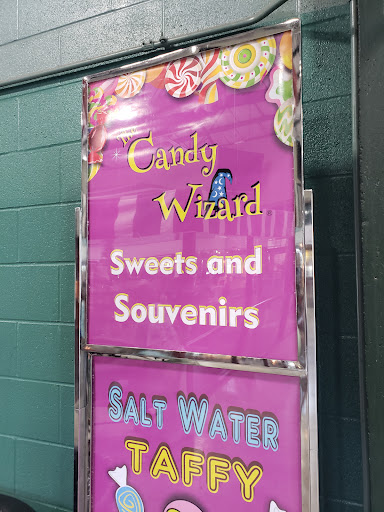 The
Candy
Wizard®
Sweets and
Souvenirs
SALT WATER
TAFFY